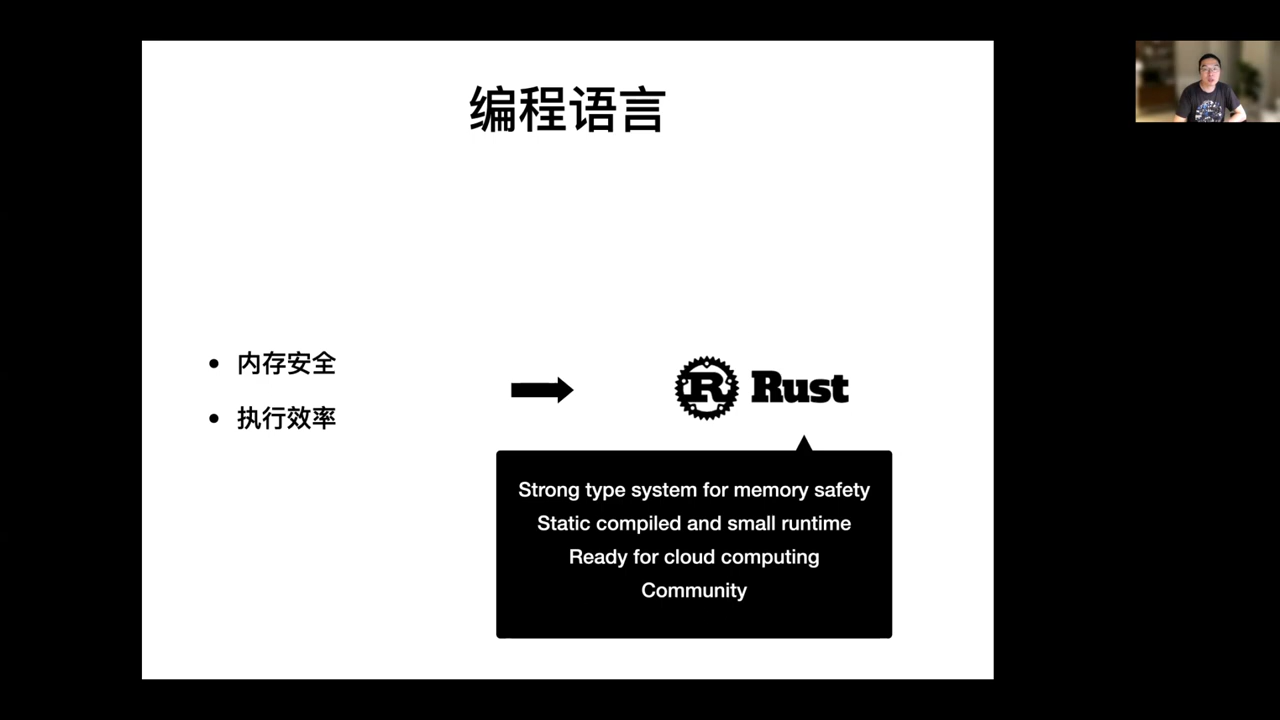 编程语言
内存安全
执行效率
R Rust
Strong type system for memory safety
Static compiled and small runtime
Ready for cloud computing
Community